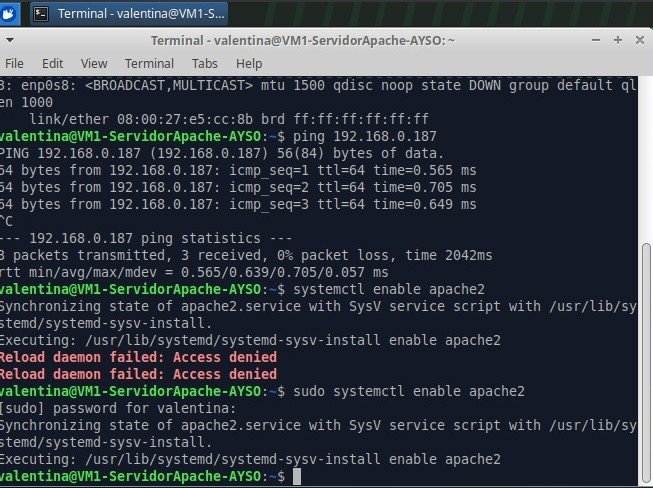 Terminal - valentina@VM1-S...
Terminal - valentina@VM1-ServidorApache-AYSO: ~
File Edit View Terminal Tabs Help
3: enp0s8: <BROADCAST,MULTICAST> mtu 1500 qdisc noop state DOWN group default ql
en 1000
link/ether 08:00:27:e5:cc:8b brd ff:ff:ff:ff:ff:ff
valentina@VM1-ServidorApache-AYSO:~$ ping 192.168.0.187
PING 192.168.0.187 (192.168.0.187) 56(84) bytes of data.
64 bytes from 192.168.0.187: icmp_seq=1 ttl=64 time=0.565 ms
64 bytes from 192.168.0.187: icmp_seq=2 ttl=64 time=0.705 ms
64 bytes from 192.168.0.187: icmp_seq=3 ttl=64 time=0.649 ms
^C
--- 192.168.0.187 ping statistics ---
3 packets transmitted, 3 received, 0% packet loss, time 2042ms
rtt min/avg/max/mdev = 0.565/0.639/0.705/0.057 ms
valentina@VM1-ServidorApache-AYSO:~$ systemctl enable apache2
Synchronizing state of apache2.service with SysV service script with /usr/lib/sy
stemd/systemd-sysv-install.
Executing: /usr/lib/systemd/systemd-sysv-install enable apache2
Reload daemon failed: Access denied
Reload daemon failed: Access denied
valentina@VM1-ServidorApache-AYSO:~$ sudo systemctl enable apache2
[sudo] password for valentina:
Synchronizing state of apache2.service with SysV service script with /usr/lib/sy
stemd/systemd-sysv-install.
Executing: /usr/lib/systemd/systemd-sysv-install enable apache2
valentina@VM1-ServidorApache-AYSO:~$